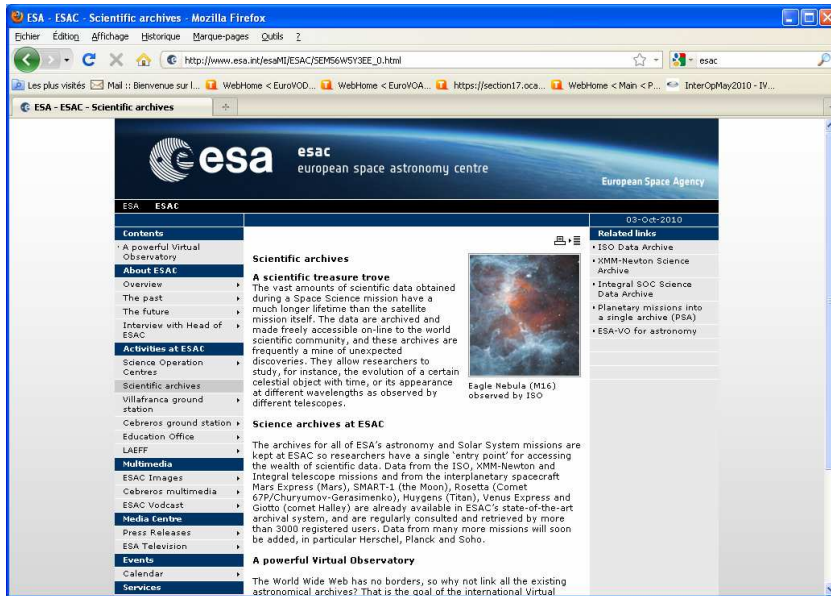 ESA - ESAC - Scientific archives - Mozilla Firefox
Fichier Édition Affichage Historique Marque-pages Outils ?
http://www.esa.int/esaMI/ESAC/SEM56W5Y3EE_0.html
esac
Les plus visités Mail :: Bienvenue sur l... WebHome < EuroVOD... WebHome < EuroVOA... https://section17.oca... WebHome < Main < P... InterOpMay2010 - IV...
ESA - ESAC - Scientific archives
esa
esac
european space astronomy centre
European Space Agency
ESA ESAC
03-Oct-2010
Contents
A powerful Virtual
Observatory
About ESAC
Overview
The past
The future
Interview with Head of
ESAC
Activities at ESAC
Science Operation
Centres
Scientific archives
Villafranca ground
station
Cebreros ground station
Education Office
LAEFF
Multimedia
ESAC Images
Cebreros multimedia
ESAC Vodcast
Media Centre
Press Releases
ESA Television
Events
Calendar
Services
Scientific archives
A scientific treasure trove
The vast amounts of scientific data obtained
during a Space Science mission have a
much longer lifetime than the satellite
mission itself. The data are archived and
made freely accessible on-line to the world
scientific community, and these archives are
frequently a mine of unexpected
discoveries. They allow researchers to
study, for instance, the evolution of a certain
celestial object with time, or its appearance
at different wavelengths as observed by
different telescopes.
Eagle Nebula (M16)
observed by ISO
Science archives at ESAC
The archives for all of ESA's astronomy and Solar System missions are
kept at ESAC so researchers have a single 'entry point' for accessing
the wealth of scientific data. Data from the ISO, XMM-Newton and
Integral telescope missions and from the interplanetary spacecraft
Mars Express (Mars), SMART-1 (the Moon), Rosetta (Comet
67P/Churyumov-Gerasimenko), Huygens (Titan), Venus Express and
Giotto (comet Halley) are already available in ESAC's state-of-the-art
archival system, and are regularly consulted and retrieved by more
than 3000 registered users. Data from many more missions will soon
be added, in particular Herschel, Planck and Soho.
A powerful Virtual Observatory
The World Wide Web has no borders, so why not link all the existing
astronomical archives? That is the goal of the international Virtual
Related links
ISO Data Archive
XMM-Newton Science
Archive
Integral SOC Science
Data Archive
Planetary missions into
a single archive (PSA)
ESA-VO for astronomy